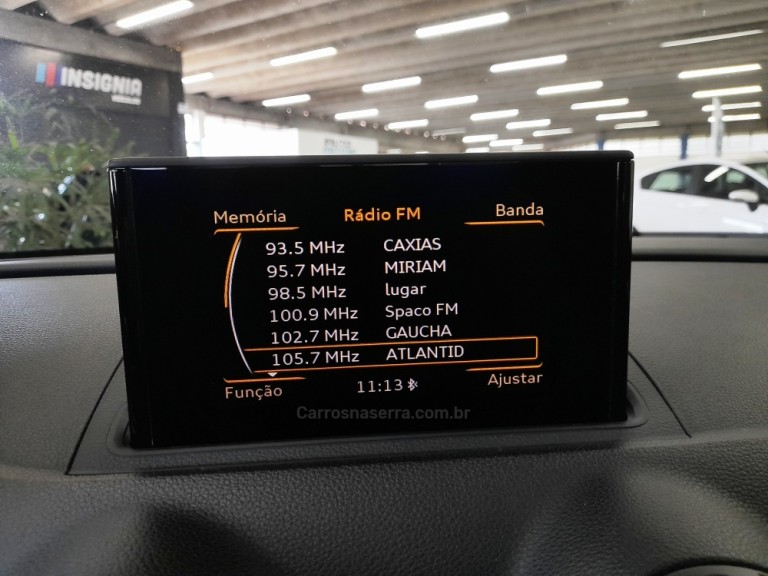 INSIGNIA
Memória Rádio FM Banda
93.5 MHz CAXIAS
95.7 MHz MIRIAM
98.5 MHz lugar
100.9 MHz Spaco FM
102.7 MHz GAUCHA
105.7 MHz ATLANTID
Função 11:13 Ajustar
Carrosnaserra.com.br